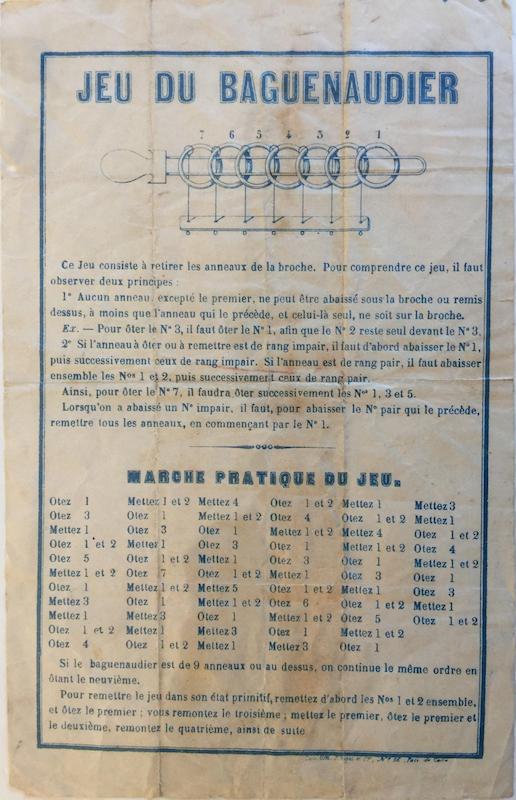 JEU DU BAGUENAUDIER
7 6 5 4 3 2 1
Ce Jeu consiste à retirer les anneaux de la broche. Pour comprendre ce jeu, il faut
observer deux principes :
1° Aucun anneau, excepté le premier, ne peut être abaissé sous la broche ou remis
dessus, à moins que l'anneau qui le précède, et celui-là seul, ne soit sur la broche.
Ex. — Pour ôter le N° 3, il faut ôter le N° 1, afin que le N° 2 reste seul devant le N° 3.
2° Si l'anneau à ôter ou à remettre est de rang impair, il faut d'abord abaisser le N° 1,
puis successivement ceux de rang impair. Si l'anneau est de rang pair, il faut abaisser
ensemble les Nos 1 et 2, puis successivement ceux de rang pair.
Ainsi, pour ôter le N° 7, il faudra ôter successivement les Nos 1, 3 et 5.
Lorsqu'on a abaissé un N° impair, il faut, pour abaisser le N° pair qui le précède,
remettre tous les anneaux, en commençant par le N° 1.
MARCHE PRATIQUE DU JEU.
Otez 1
Otez 3
Mettez 1
Otez 1 et 2
Otez 5
Mettez 1 et 2
Otez 1
Mettez 3
Mettez 1
Otez 1 et 2
Otez 4
Mettez 1 et 2
Otez 1
Otez 3
Mettez 1
Otez 1 et 2
Otez 7
Mettez 1 et 2
Otez 1
Mettez 3
Mettez 1
Otez 1 et 2
Mettez 4
Mettez 1 et 2
Otez 1
Otez 3
Mettez 1
Otez 1 et 2
Mettez 5
Mettez 1 et 2
Otez 1
Mettez 3
Mettez 1
Otez 1 et 2
Otez 4
Mettez 1 et 2
Otez 1
Otez 3
Mettez 1
Otez 1 et 2
Otez 6
Mettez 1 et 2
Otez 1
Mettez 3
Mettez 1
Otez 1 et 2
Mettez 4
Mettez 1 et 2
Otez 1
Otez 3
Mettez 1
Otez 1 et 2
Otez 5
Mettez 1 et 2
Otez 1
Mettez 3
Mettez 1
Otez 1 et 2
Otez 4
Mettez 1 et 2
Otez 1
Otez 3
Mettez 1
Otez 1 et 2
Si le baguenaudier est de 9 anneaux ou au dessus, on continue le même ordre en
ôtant le neuvième.
Pour remettre le jeu dans son état primitif, remettez d'abord les Nos 1 et 2 ensemble,
et ôtez le premier ; vous remontez le troisième ; mettez le premier, ôtez le premier et
le deuxième, remontez le quatrième, ainsi de suite